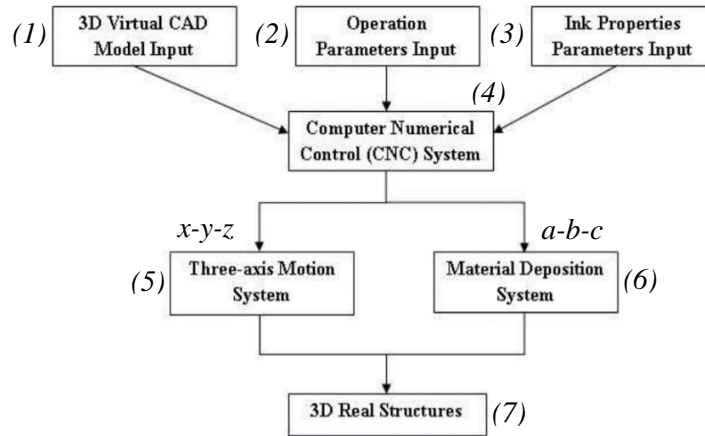 (1)
3D Virtual CAD
Model Input
(2)
Operation
Parameters Input
(3)
Ink Properties
Parameters Input
(4)
Computer Numerical
Control (CNC) System
x-y-z
a-b-c
(5)
Three-axis Motion
System
Material Deposition
System
(6)
3D Real Structures
(7)